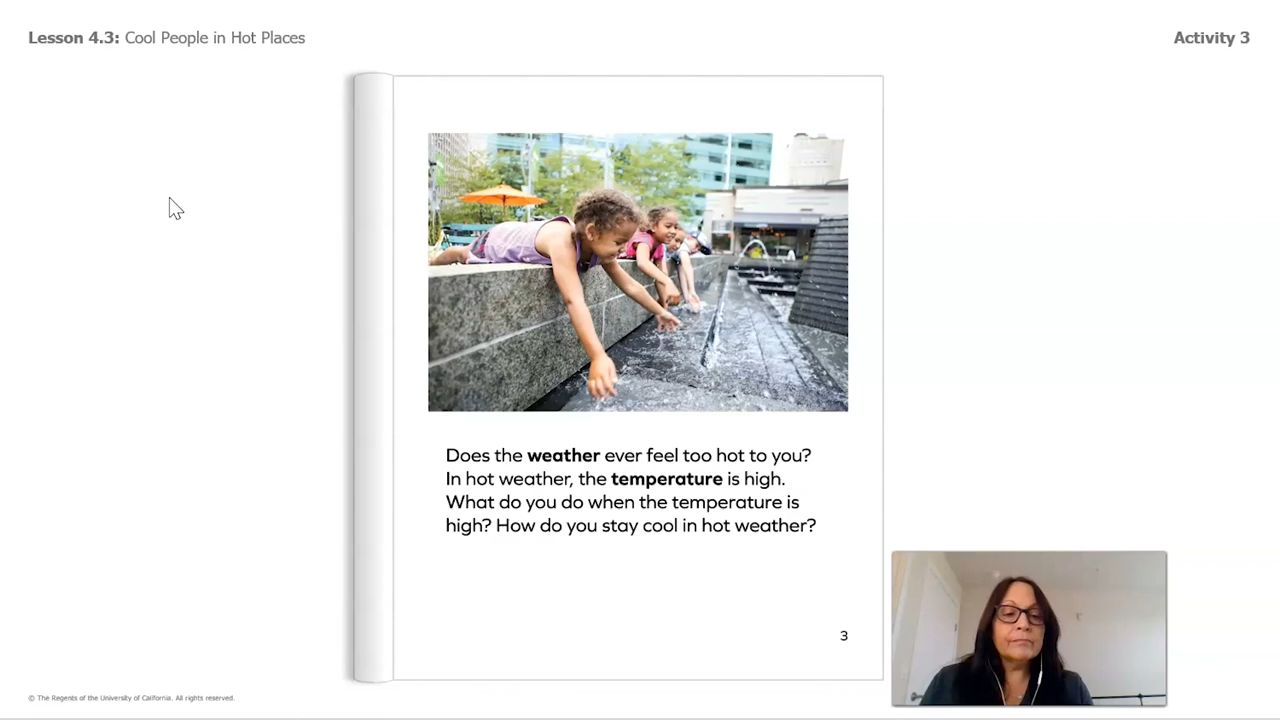 Lesson 4.3: Cool People in Hot Places
Activity 3
Does the weather ever feel too hot to you?
In hot weather, the temperature is high.
What do you do when the temperature is
high? How do you stay cool in hot weather?
3
© The Regents of the University of California. All rights reserved.